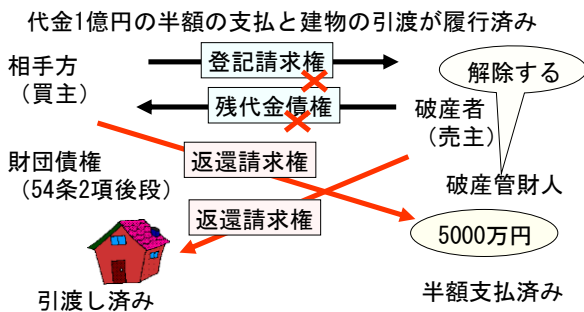 代金1億円の半額の支払と建物の引渡が履行済み
相手方
(買主)
登記請求権
残代金債権
解除する
破産者
(売主)
財団債権
(54条2項後段)
返還請求権
返還請求権
破産管財人
5000万円
引渡し済み
半額支払済み